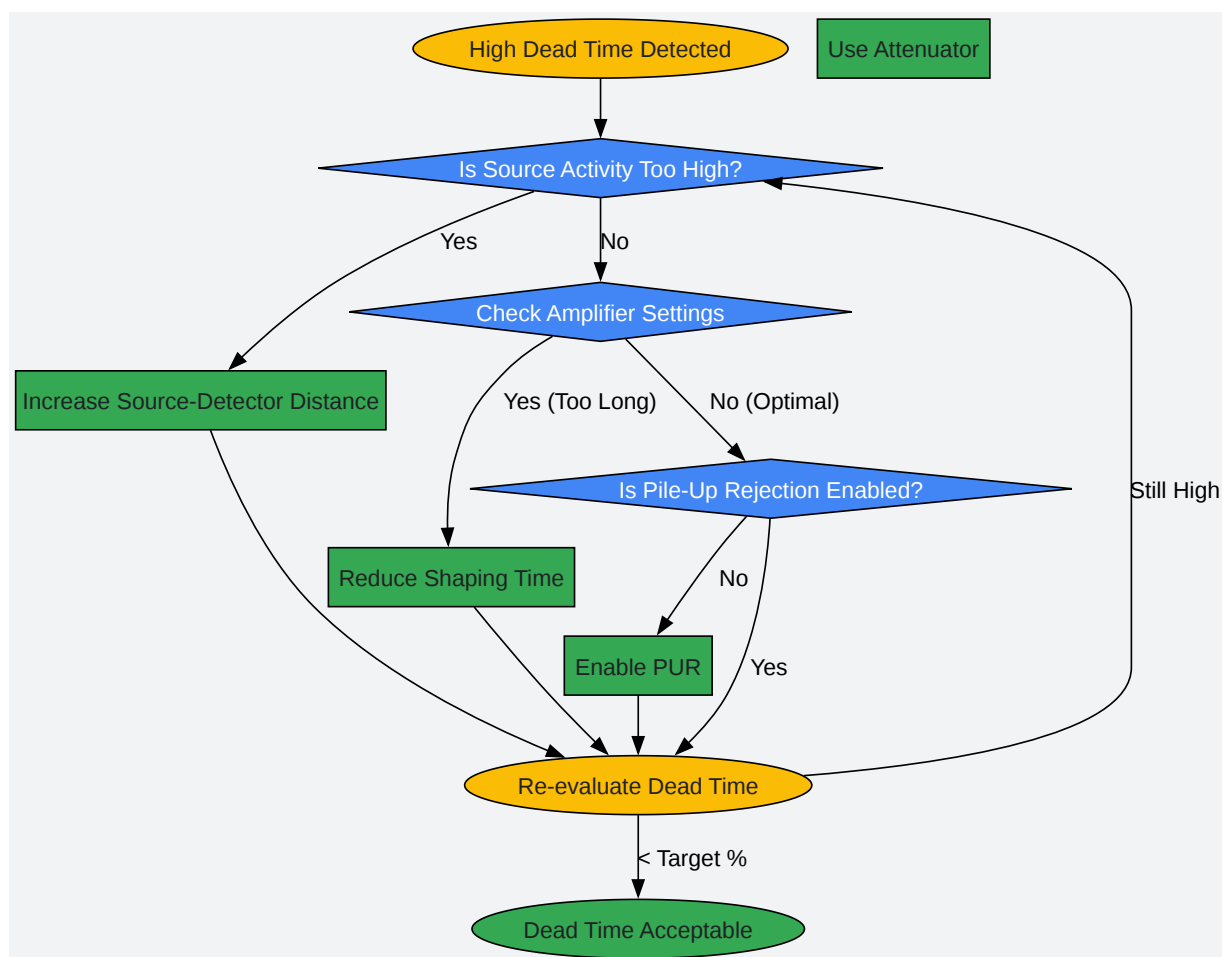 High Dead Time Detected
Use Attenuator
Is Source Activity Too High?
Yes
No
Check Amplifier Settings
Increase Source-Detector Distance
Yes (Too Long)
No (Optimal)
Is Pile-Up Rejection Enabled?
Still High
Reduce Shaping Time
No
Enable PUR
Yes
Re-evaluate Dead Time
< Target %
Dead Time Acceptable